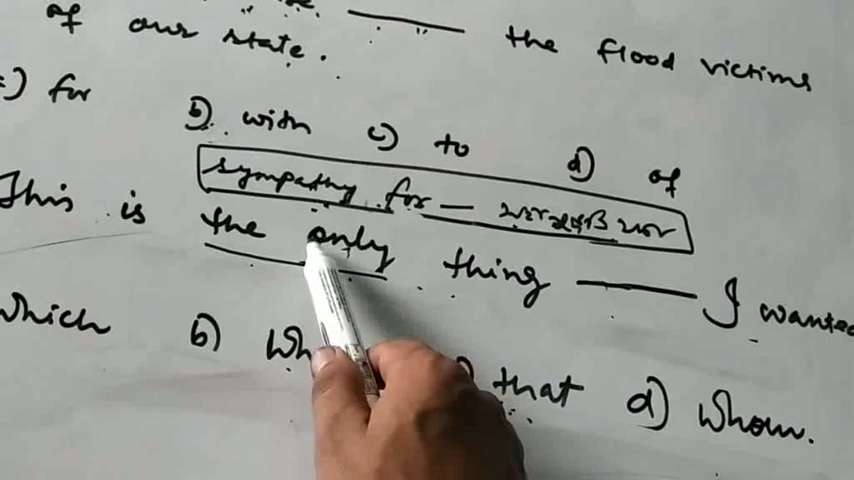 of our state. ——— the flood victims
a) for b) with c) to d) of
sympathy for —
This is the only thing ——— I wanted
which b) c) that d) whom.